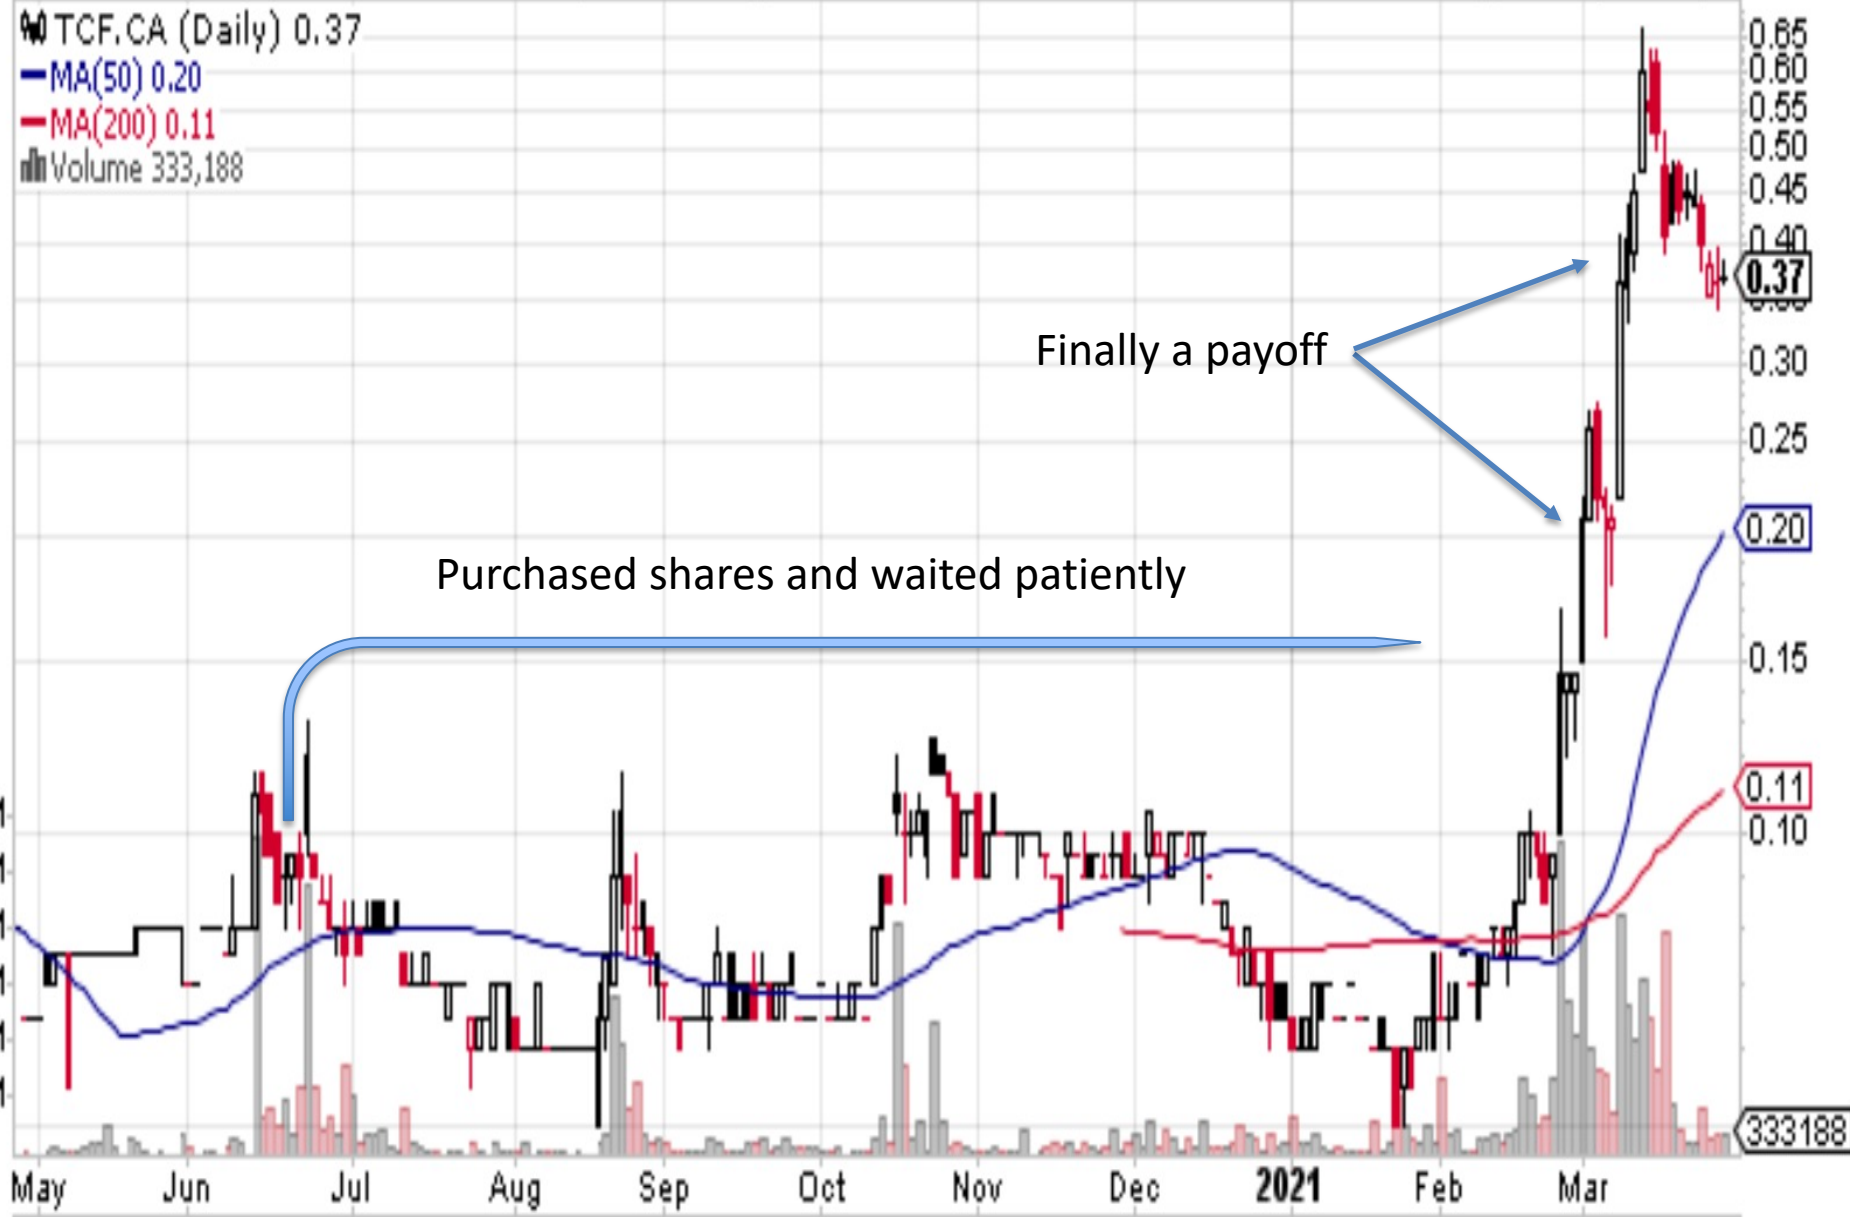 TCF.CA (Daily) 0.37
MA(50) 0.20
MA(200) 0.11
Volume 333,188
0.65
0.60
0.55
0.50
0.45
0.40
0.37
Finally a payoff
0.30
0.25
0.20
Purchased shares and waited patiently
0.15
0.11
0.10
333188
May Jun Jul Aug Sep Oct Nov Dec 2021 Feb Mar